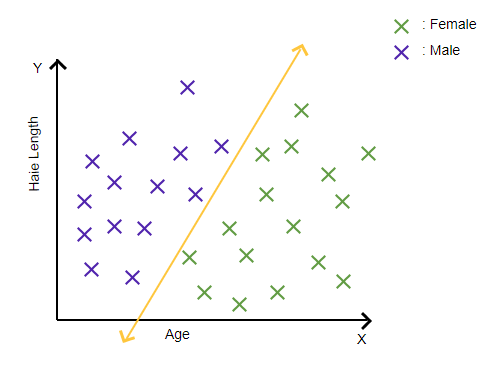 : Female
: Male
Y
Haie Length
Age
X